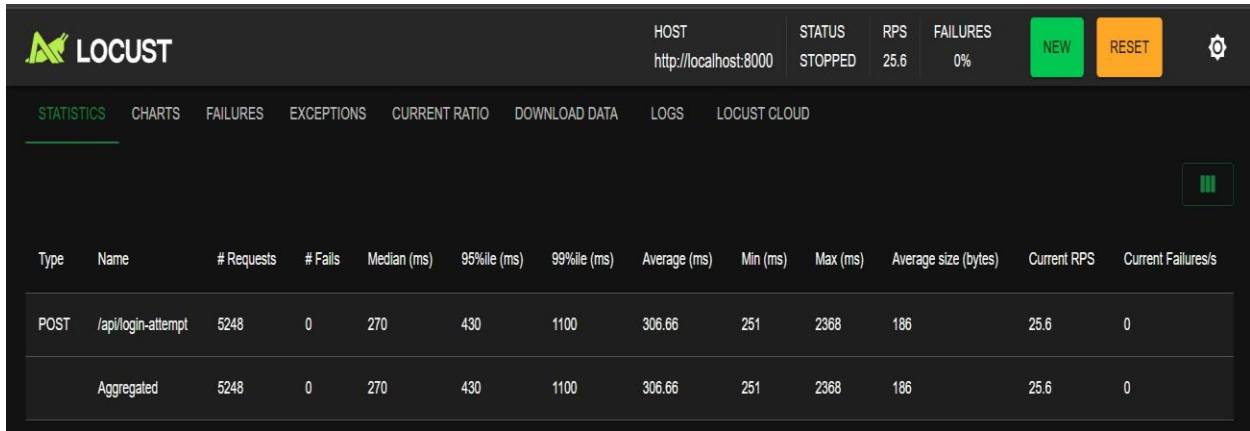 LOCUST
HOST STATUS RPS FAILURES
http://localhost:8000 STOPPED 25.6 0%
NEW RESET
STATISTICS CHARTS FAILURES EXCEPTIONS CURRENT RATIO DOWNLOAD DATA LOGS LOCUST CLOUD
Type Name # Requests # Fails Median (ms) 95%ile (ms) 99%ile (ms) Average (ms) Min (ms) Max (ms) Average size (bytes) Current RPS Current Failures/s
POST /api/login-attempt 5248 0 270 430 1100 306.66 251 2368 186 25.6 0
Aggregated 5248 0 270 430 1100 306.66 251 2368 186 25.6 0